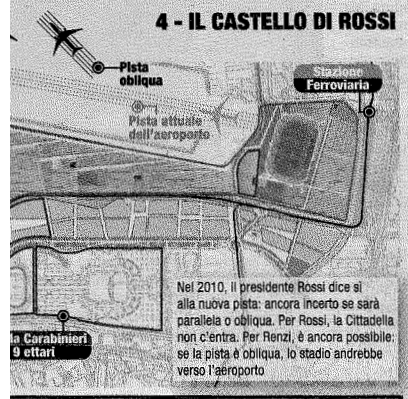 4 - IL CASTELLO DI ROSSI
Pista
obliqua
Stazione
Ferroviaria
Pista attuale
dell'aeroporto
Nel 2010, il presidente Rossi dice sì
alla nuova pista: ancora incerto se sarà
parallela o obliqua. Per Rossi, la Cittadella
non c'entra. Per Renzi, è ancora possibile:
se la pista è obliqua, lo stadio andrebbe
verso l'aeroporto
la Carabinieri
9 ettari